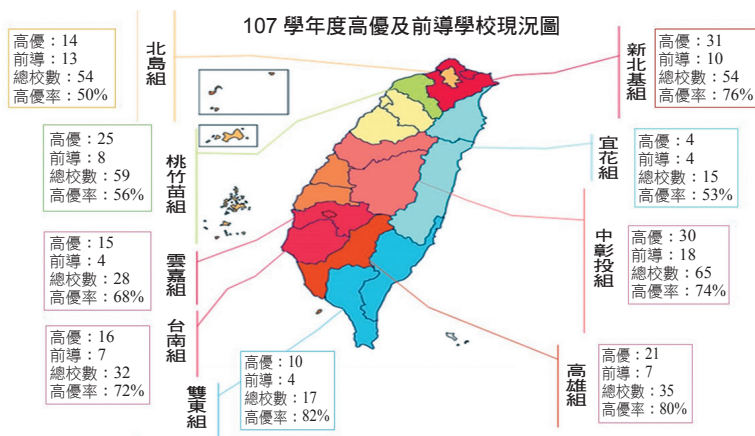 107 學年度高優及前導學校現況圖
北島組
高優：14
前導：13
總校數：54
高優率：50%
桃竹苗組
高優：25
前導：8
總校數：59
高優率：56%
雲嘉組
高優：15
前導：4
總校數：28
高優率：68%
台南組
高優：16
前導：7
總校數：32
高優率：72%
雙東組
高優：10
前導：4
總校數：17
高優率：82%
新北基組
高優：31
前導：10
總校數：54
高優率：76%
宜花組
高優：4
前導：4
總校數：15
高優率：53%
中彰投組
高優：30
前導：18
總校數：65
高優率：74%
高雄組
高優：21
前導：7
總校數：35
高優率：80%